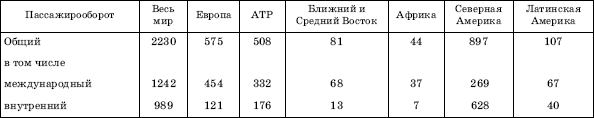 Пассажирооборот Весь мир Европа АТР Ближний и Средний Восток Африка Северная Америка Латинская Америка
Общий 2230 575 508 81 44 897 107
в том числе
международный 1242 454 332 68 37 269 67
внутренний 989 121 176 13 7 628 40